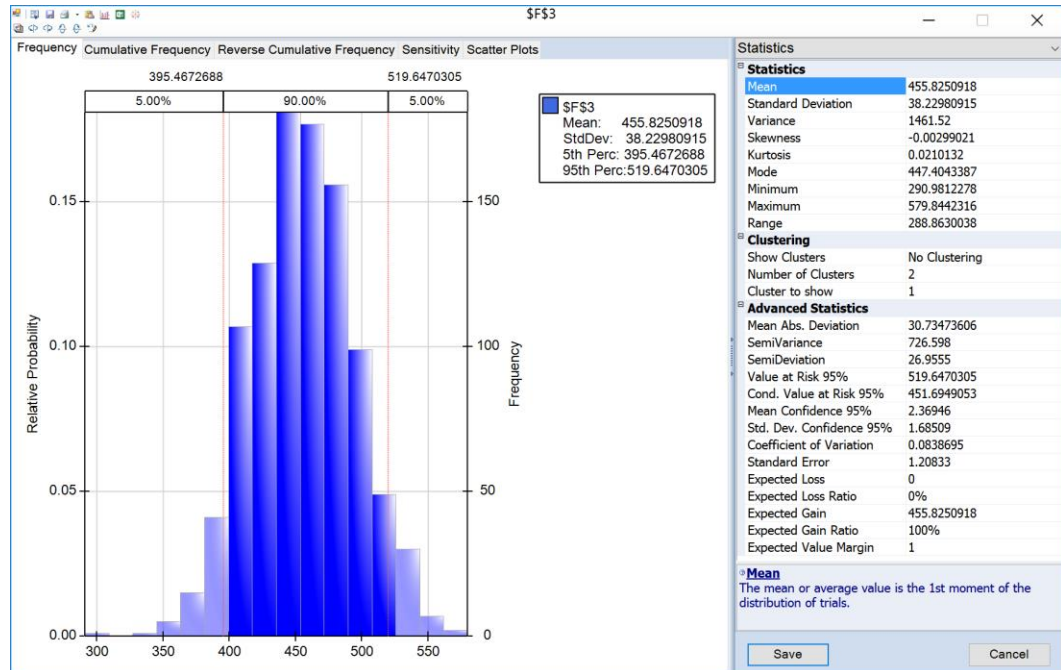 $F$3
Frequency Cumulative Frequency Reverse Cumulative Frequency Sensitivity Scatter Plots
395.4672688 519.6470305
5.00% 90.00% 5.00%
$F$3
Mean: 455.8250918
StdDev: 38.22980915
5th Perc: 395.4672688
95th Perc:519.6470305
Relative Probability
0.15
0.10
0.05
0.00
150
100
50
0
Frequency
300 350 400 450 500 550
Statistics
Statistics
Mean 455.8250918
Standard Deviation 38.22980915
Variance 1461.52
Skewness -0.00299021
Kurtosis 0.0210132
Mode 447.4043387
Minimum 290.9812278
Maximum 579.8442316
Range 288.8630038
Clustering
Show Clusters No Clustering
Number of Clusters 2
Cluster to show 1
Advanced Statistics
Mean Abs. Deviation 30.73473606
SemiVariance 726.598
SemiDeviation 26.9555
Value at Risk 95% 519.6470305
Cond. Value at Risk 95% 451.6949053
Mean Confidence 95% 2.36946
Std. Dev. Confidence 95% 1.68509
Coefficient of Variation 0.0838695
Standard Error 1.20833
Expected Loss 0
Expected Loss Ratio 0%
Expected Gain 455.8250918
Expected Gain Ratio 100%
Expected Value Margin 1
Mean
The mean or average value is the 1st moment of the
distribution of trials.
Save Cancel